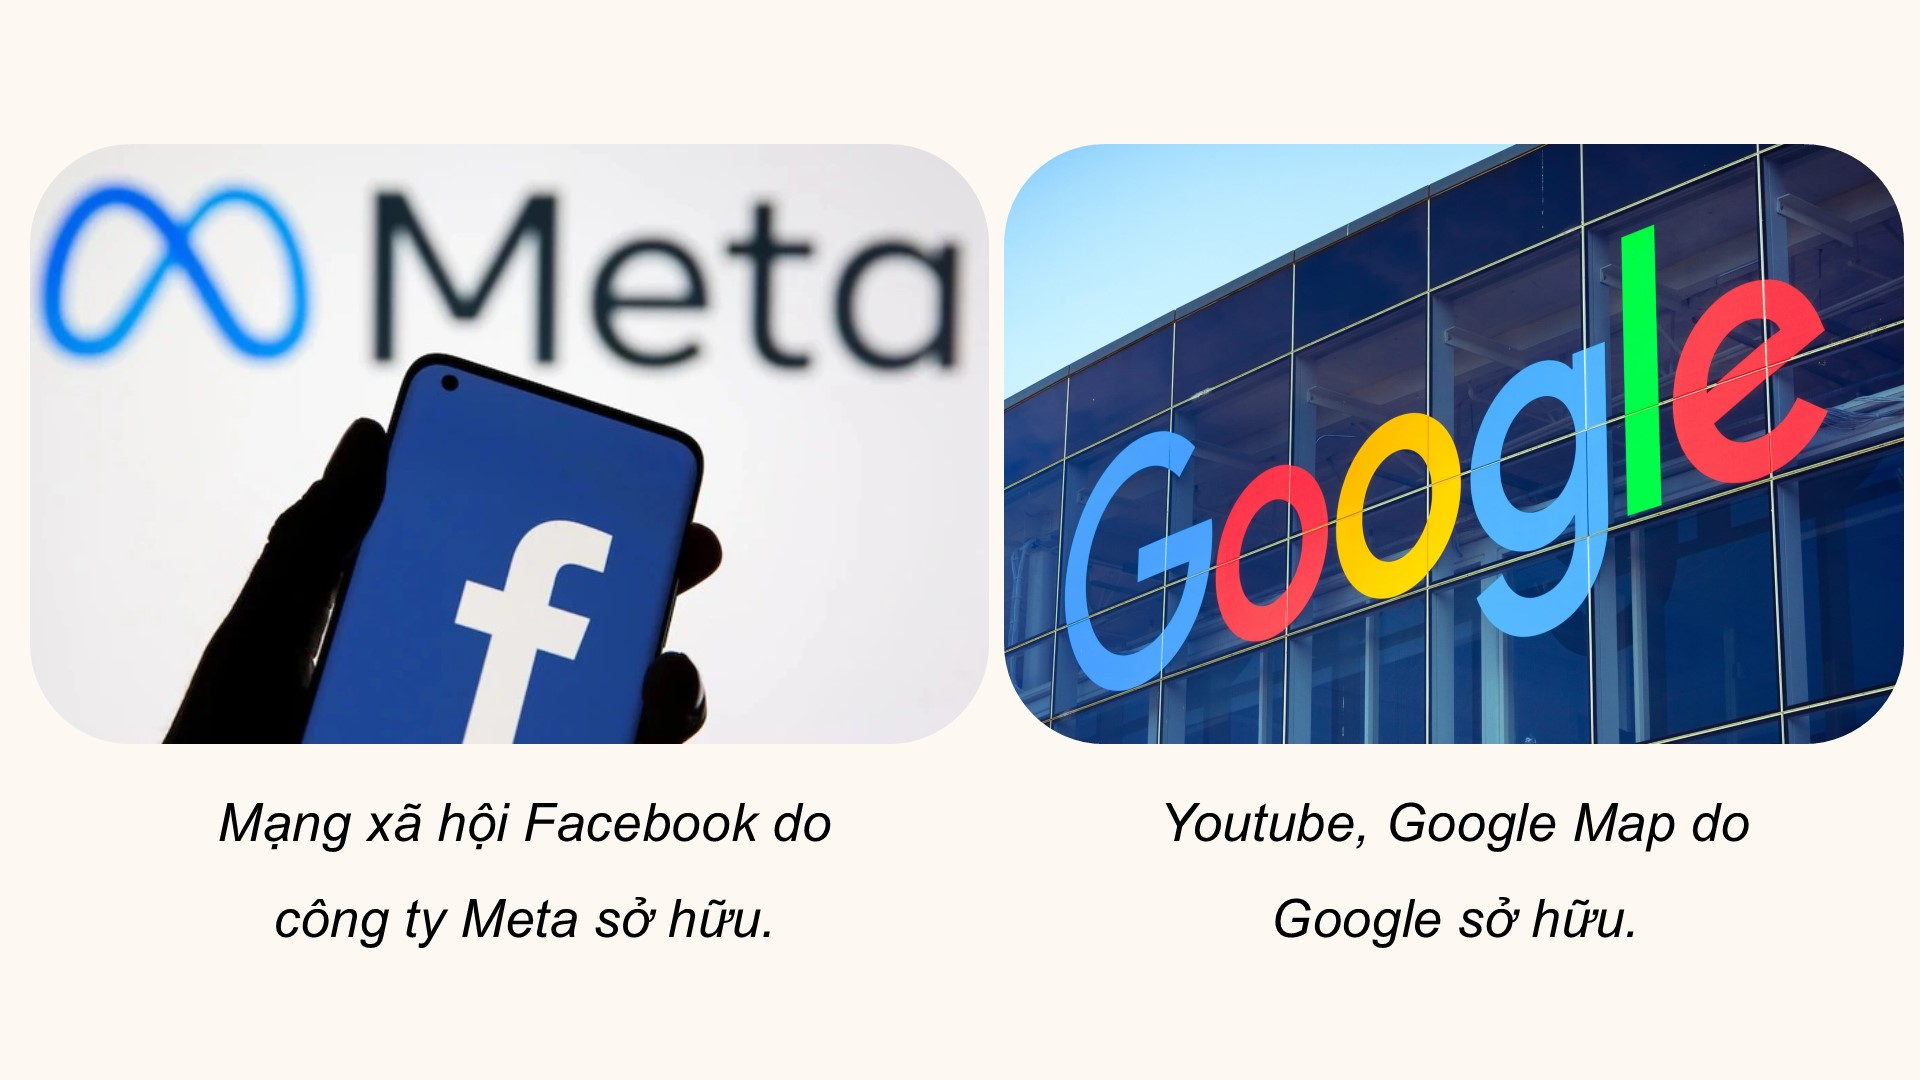 Meta
f
Google
Mạng xã hội Facebook do
công ty Meta sở hữu.
Youtube, Google Map do
Google sở hữu.